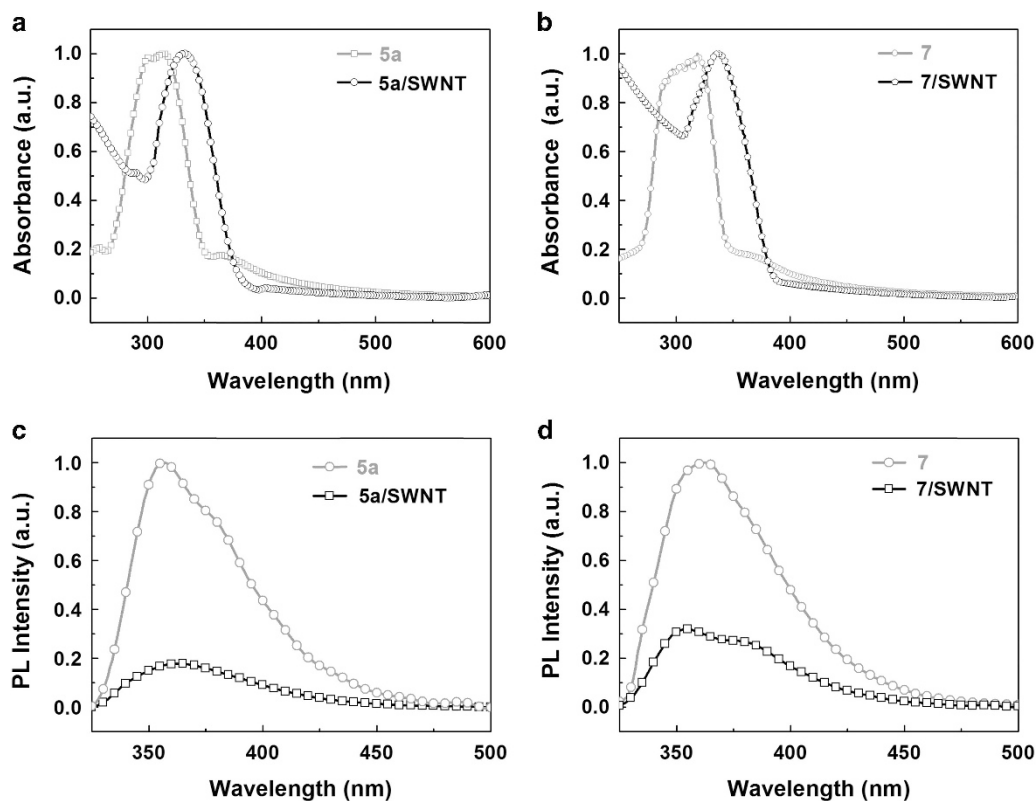 a
5a
5a/SWNT
Absorbance (a.u.)
1.0
0.8
0.6
0.4
0.2
0.0
300
400
500
600
Wavelength (nm)
b
7
7/SWNT
Absorbance (a.u.)
1.0
0.8
0.6
0.4
0.2
0.0
300
400
500
600
Wavelength (nm)
c
5a
5a/SWNT
PL Intensity (a.u.)
1.0
0.8
0.6
0.4
0.2
0.0
350
400
450
500
Wavelength (nm)
d
7
7/SWNT
PL Intensity (a.u.)
1.0
0.8
0.6
0.4
0.2
0.0
350
400
450
500
Wavelength (nm)